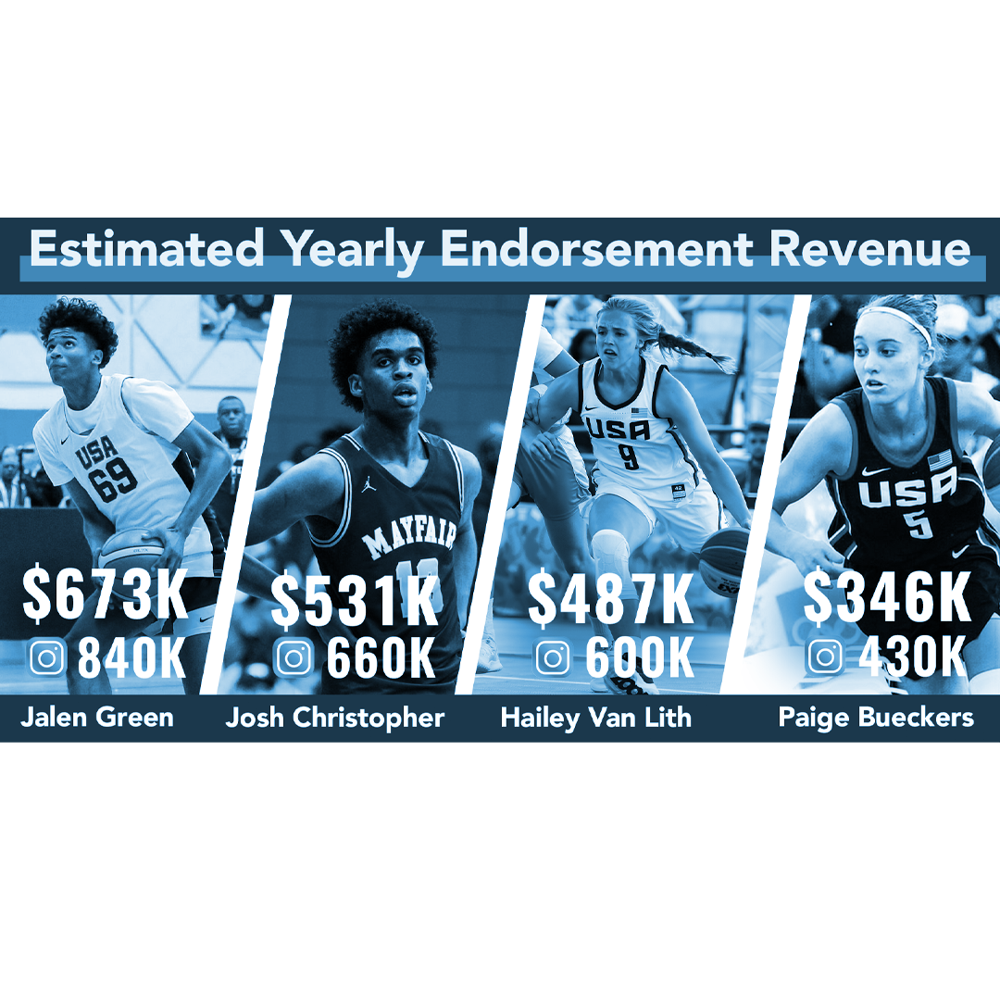 Estimated Yearly Endorsement Revenue
USA
69
$673K
840K
Jalen Green
MAYFAIR
$531K
660K
Josh Christopher
USA
9
42
$487K
600K
Hailey Van Lith
USA
5
$346K
430K
Paige Bueckers